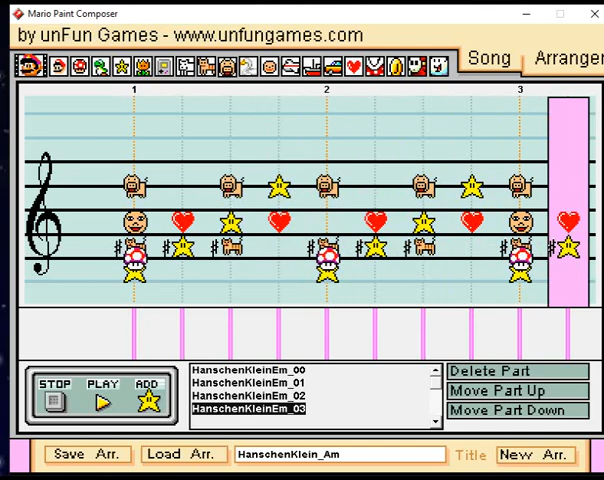 Mario Paint Composer
by unFun Games - www.unfungames.com
Song
Arranger
1 2 3
# # # # # # # #
STOP PLAY ADD
HanschenKleinEm_00
HanschenKleinEm_01
HanschenKleinEm_02
HanschenKleinEm_03
Delete Part
Move Part Up
Move Part Down
Save Arr. Load Arr. HanschenKlein_Am Title New Arr.